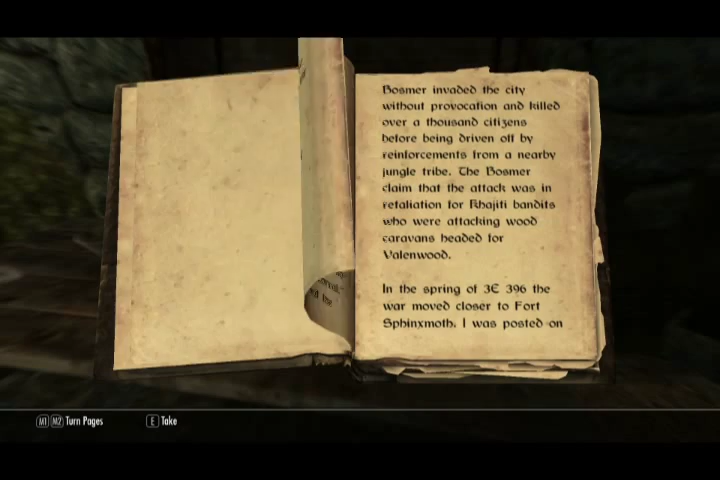 Bosmer invaded the city
without provocation and killed
over a thousand citizens
before being driven off by
reinforcements from a nearby
jungle tribe. The Bosmer
claim that the attack was in
retaliation for Khajiti bandits
who were attacking wood
caravans headed for
Valenwood.
In the spring of 3E 396 the
war moved closer to Fort
Sphinxmoth. I was posted on
M1 M2 Turn Pages
E Take